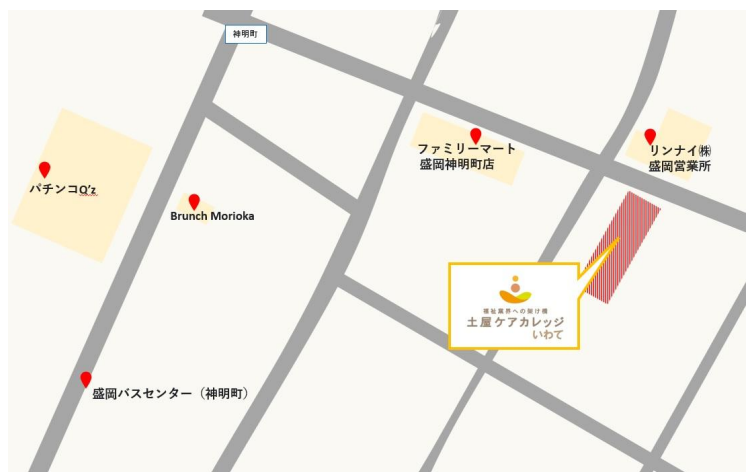 神明町
ファミリーマート
盛岡神明町店
リンナイ㈱
盛岡営業所
パチンコQ'z
Brunch Morioka
福祉業界への架け橋
土屋ケアカレッジ
いわて
盛岡バスセンター（神明町）